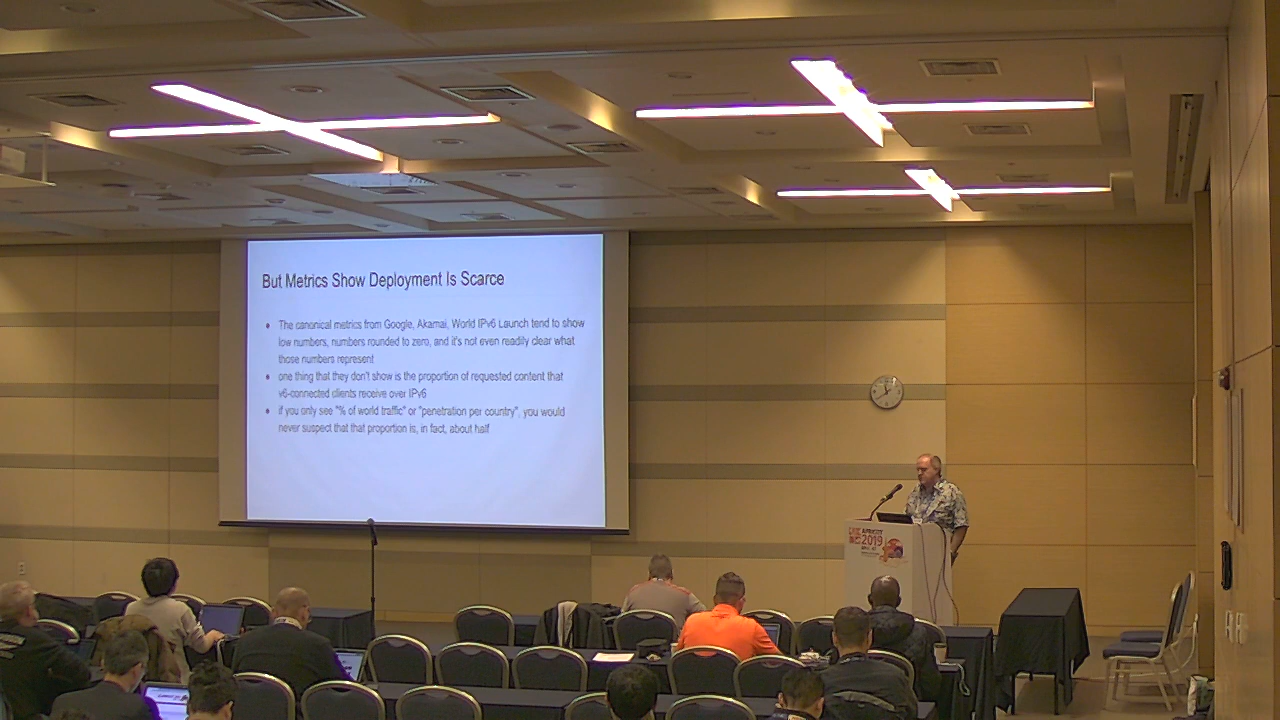 But Metrics Show Deployment Is Scarce
The canonical metrics from Google, Akamai, World IPv6 Launch tend to show
low numbers, numbers rounded to zero, and it's not even readily clear what
those numbers represent
one thing that they don't show is the proportion of requested content that
v6-connected clients receive over IPv6
if you only see "% of world traffic" or "penetration per country", you would
never suspect that that proportion is, in fact, about half
APRICOT
2019